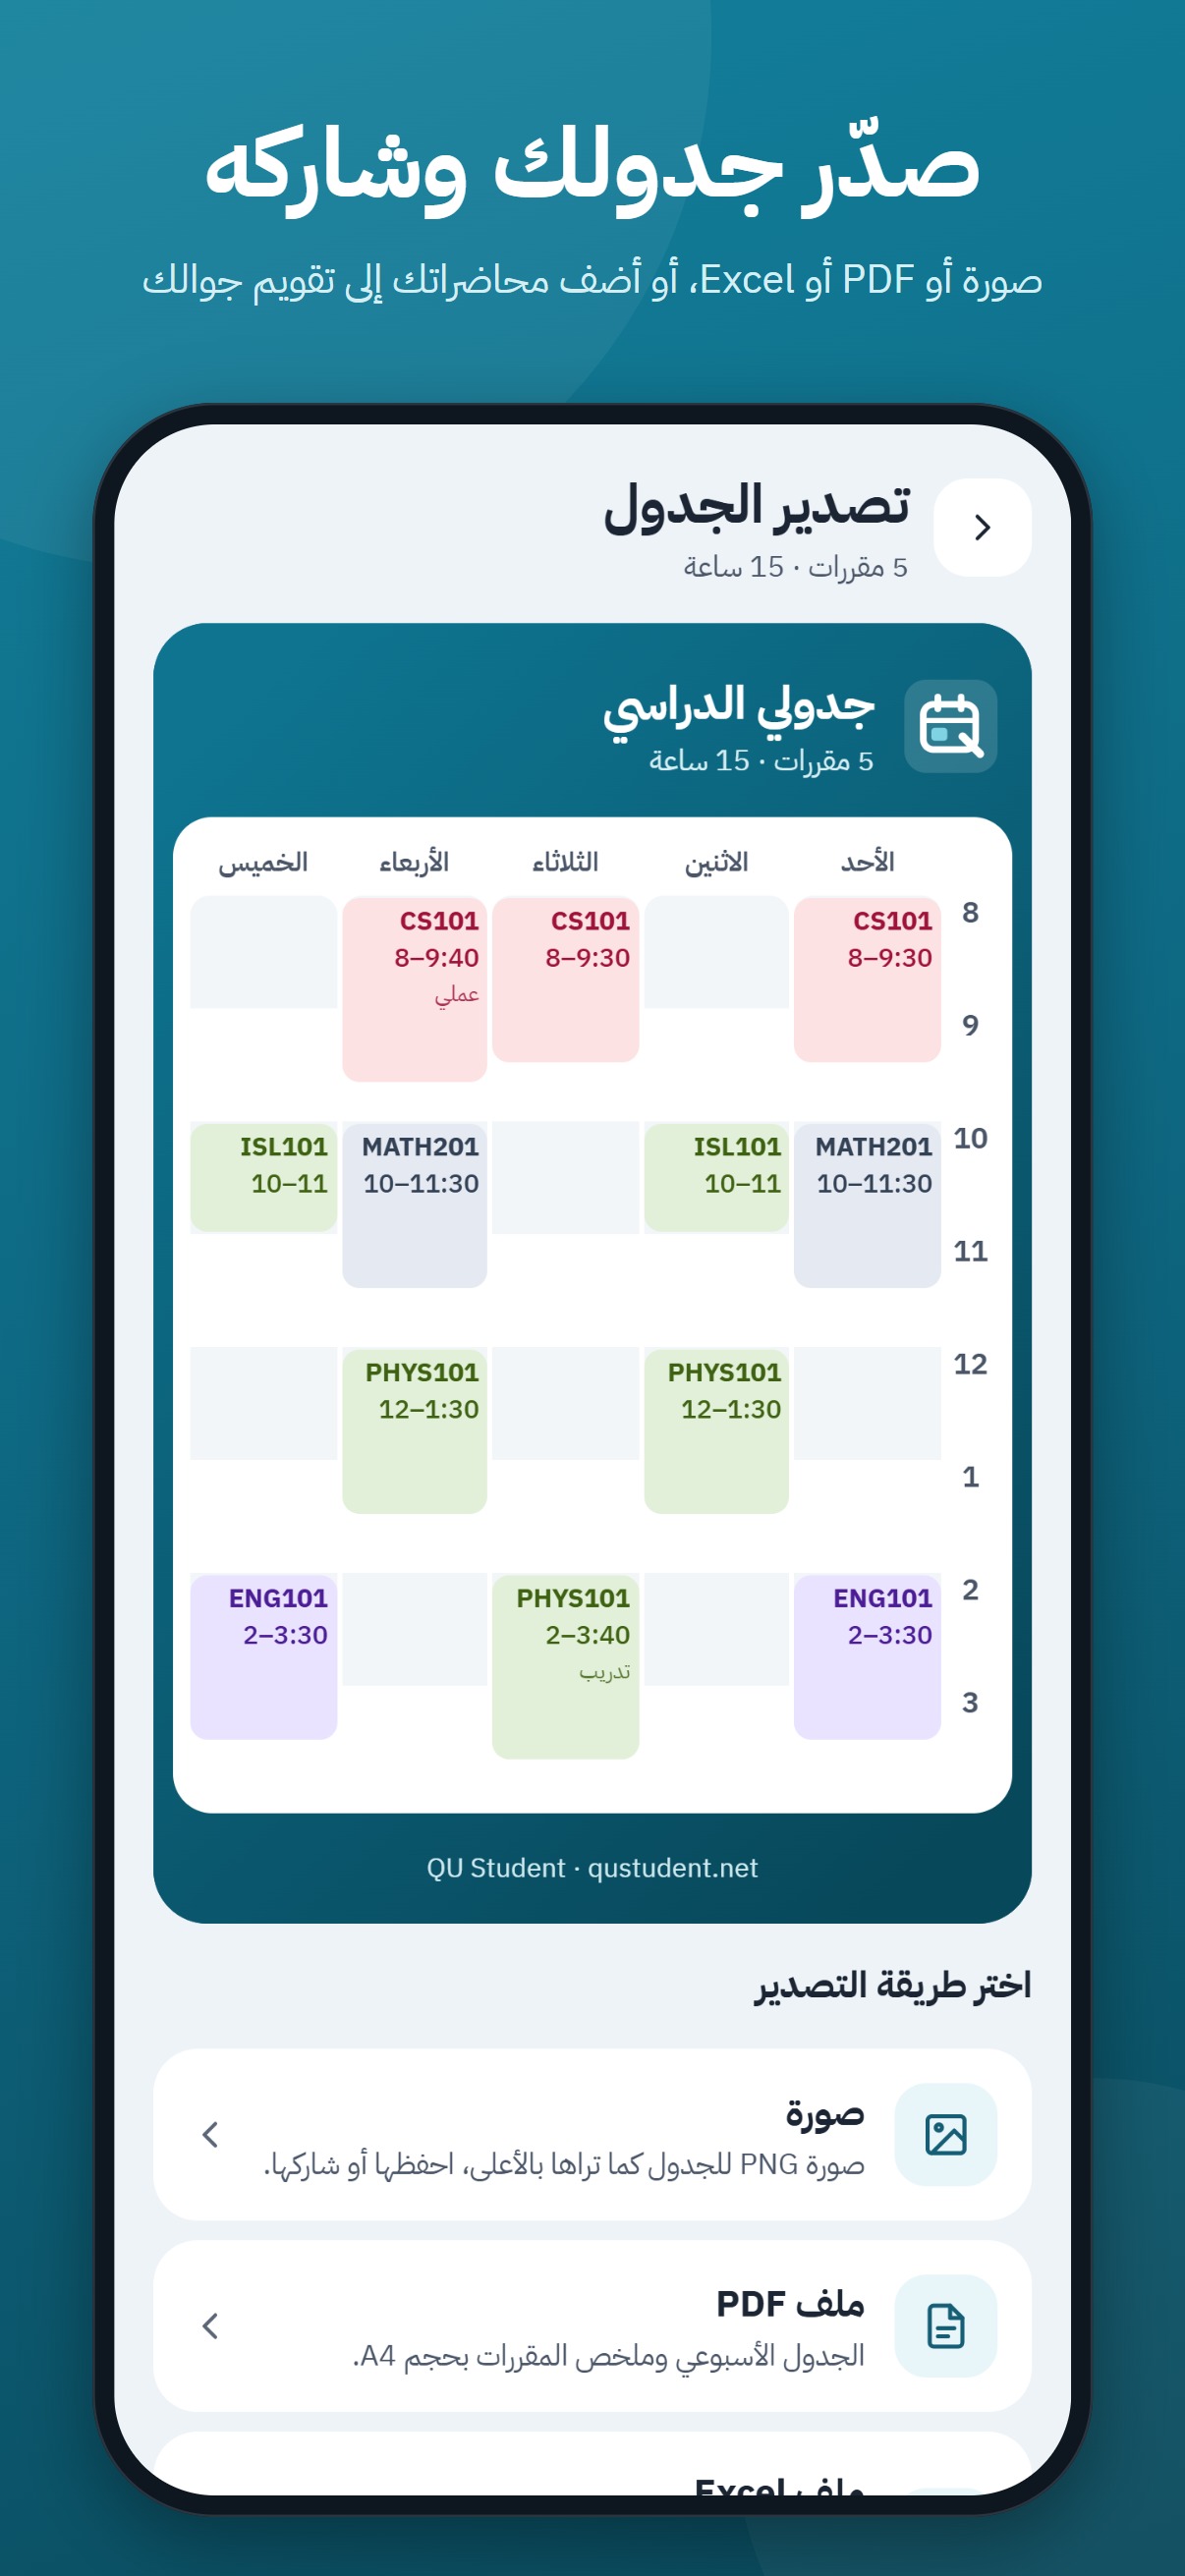 صدّر جدولك وشاركه
صورة أو PDF أو Excel، أو أضف محاضراتك إلى تقويم جوالك
تصدير الجدول
5 مقررات · 15 ساعة
جدولي الدراسي
5 مقررات · 15 ساعة
الأحد الاثنين الثلاثاء الأربعاء الخميس
8 CS101 CS101 CS101
8–9:30 8–9:30 8–9:40
عملي
9
10 MATH201 ISL101 MATH201 ISL101
10–11:30 10–11 10–11:30 10–11
11
12 PHYS101 PHYS101
12–1:30 12–1:30
1
2 ENG101 PHYS101 ENG101
2–3:30 2–3:40 2–3:30
تدريب
3
QU Student · qustudent.net
اختر طريقة التصدير
صورة
صورة PNG للجدول كما تراها بالأعلى، احفظها أو شاركها.
ملف PDF
الجدول الأسبوعي وملخص المقررات بحجم A4.
ملف Excel